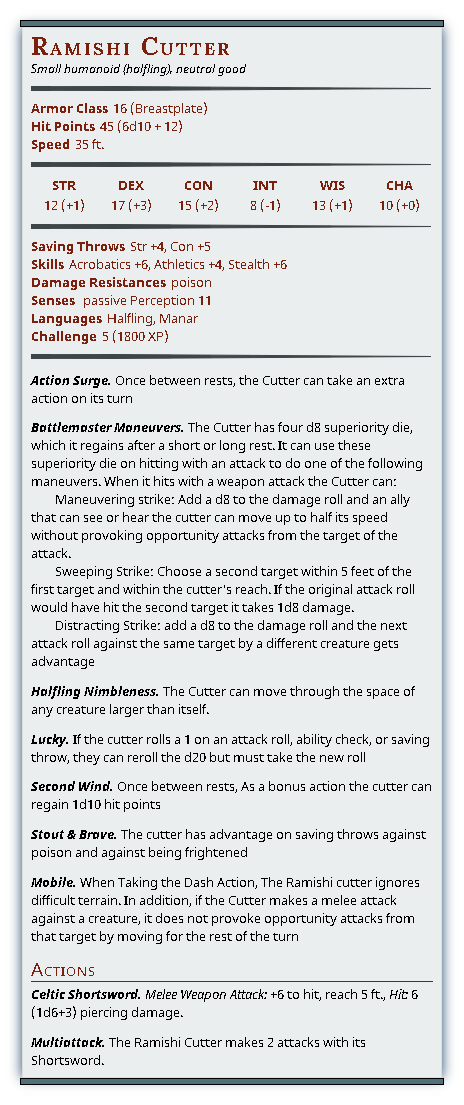 Ramishi Cutter
Small humanoid (halfling), neutral good
Armor Class 16 (Breastplate)
Hit Points 45 (6d10 + 12)
Speed 35 ft.
STR DEX CON INT WIS CHA
12 (+1) 17 (+3) 15 (+2) 8 (-1) 13 (+1) 10 (+0)
Saving Throws Str +4, Con +5
Skills Acrobatics +6, Athletics +4, Stealth +6
Damage Resistances poison
Senses passive Perception 11
Languages Halfling, Manar
Challenge 5 (1800 XP)
Action Surge. Once between rests, the Cutter can take an extra
action on its turn
Battlemaster Maneuvers. The Cutter has four d8 superiority die,
which it regains after a short or long rest. It can use these
superiority die on hitting with an attack to do one of the following
maneuvers. When it hits with a weapon attack the Cutter can:
Maneuvering strike: Add a d8 to the damage roll and an ally
that can see or hear the cutter can move up to half its speed
without provoking opportunity attacks from the target of the
attack.
Sweeping Strike: Choose a second target within 5 feet of the
first target and within the cutter's reach. If the original attack roll
would have hit the second target it takes 1d8 damage.
Distracting Strike: add a d8 to the damage roll and the next
attack roll against the same target by a different creature gets
advantage
Halfling Nimbleness. The Cutter can move through the space of
any creature larger than itself.
Lucky. If the cutter rolls a 1 on an attack roll, ability check, or saving
throw, they can reroll the d20 but must take the new roll
Second Wind. Once between rests, As a bonus action the cutter can
regain 1d10 hit points
Stout & Brave. The cutter has advantage on saving throws against
poison and against being frightened
Mobile. When Taking the Dash Action, The Ramishi cutter ignores
difficult terrain. In addition, if the Cutter makes a melee attack
against a creature, it does not provoke opportunity attacks from
that target by moving for the rest of the turn
Actions
Celtic Shortsword. Melee Weapon Attack: +6 to hit, reach 5 ft., Hit: 6
(1d6+3) piercing damage.
Multiattack. The Ramishi Cutter makes 2 attacks with its
Shortsword.